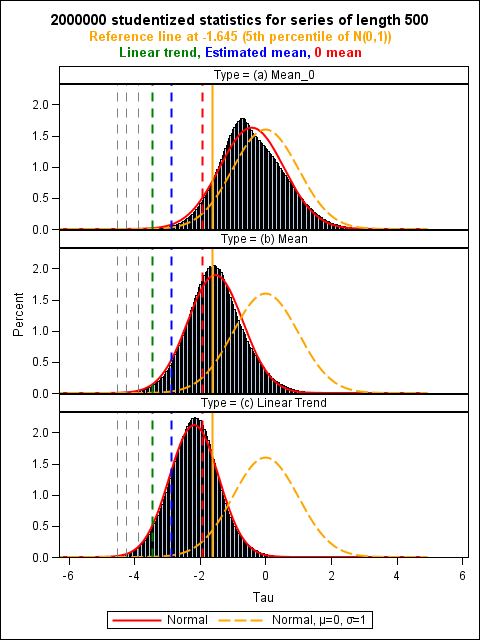 2000000 studentized statistics for series of length 500
Reference line at -1.645 (5th percentile of N(0,1))
Linear trend, Estimated mean, 0 mean
Type = (a) Mean_0
2.0
1.5
1.0
0.5
0.0
Type = (b) Mean
2.0
1.5
1.0
0.5
0.0
Percent
Type = (c) Linear Trend
2.0
1.5
1.0
0.5
0.0
-6 -4 -2 0 2 4 6
Tau
Normal Normal, μ=0, σ=1